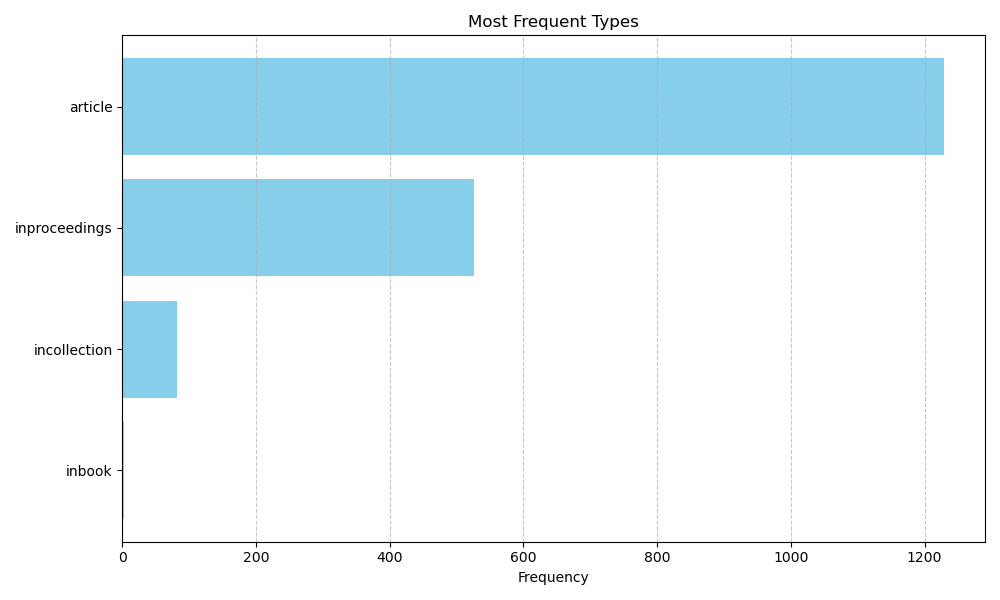 Most Frequent Types
article
inproceedings
incollection
inbook
0 200 400 600 800 1000 1200
Frequency